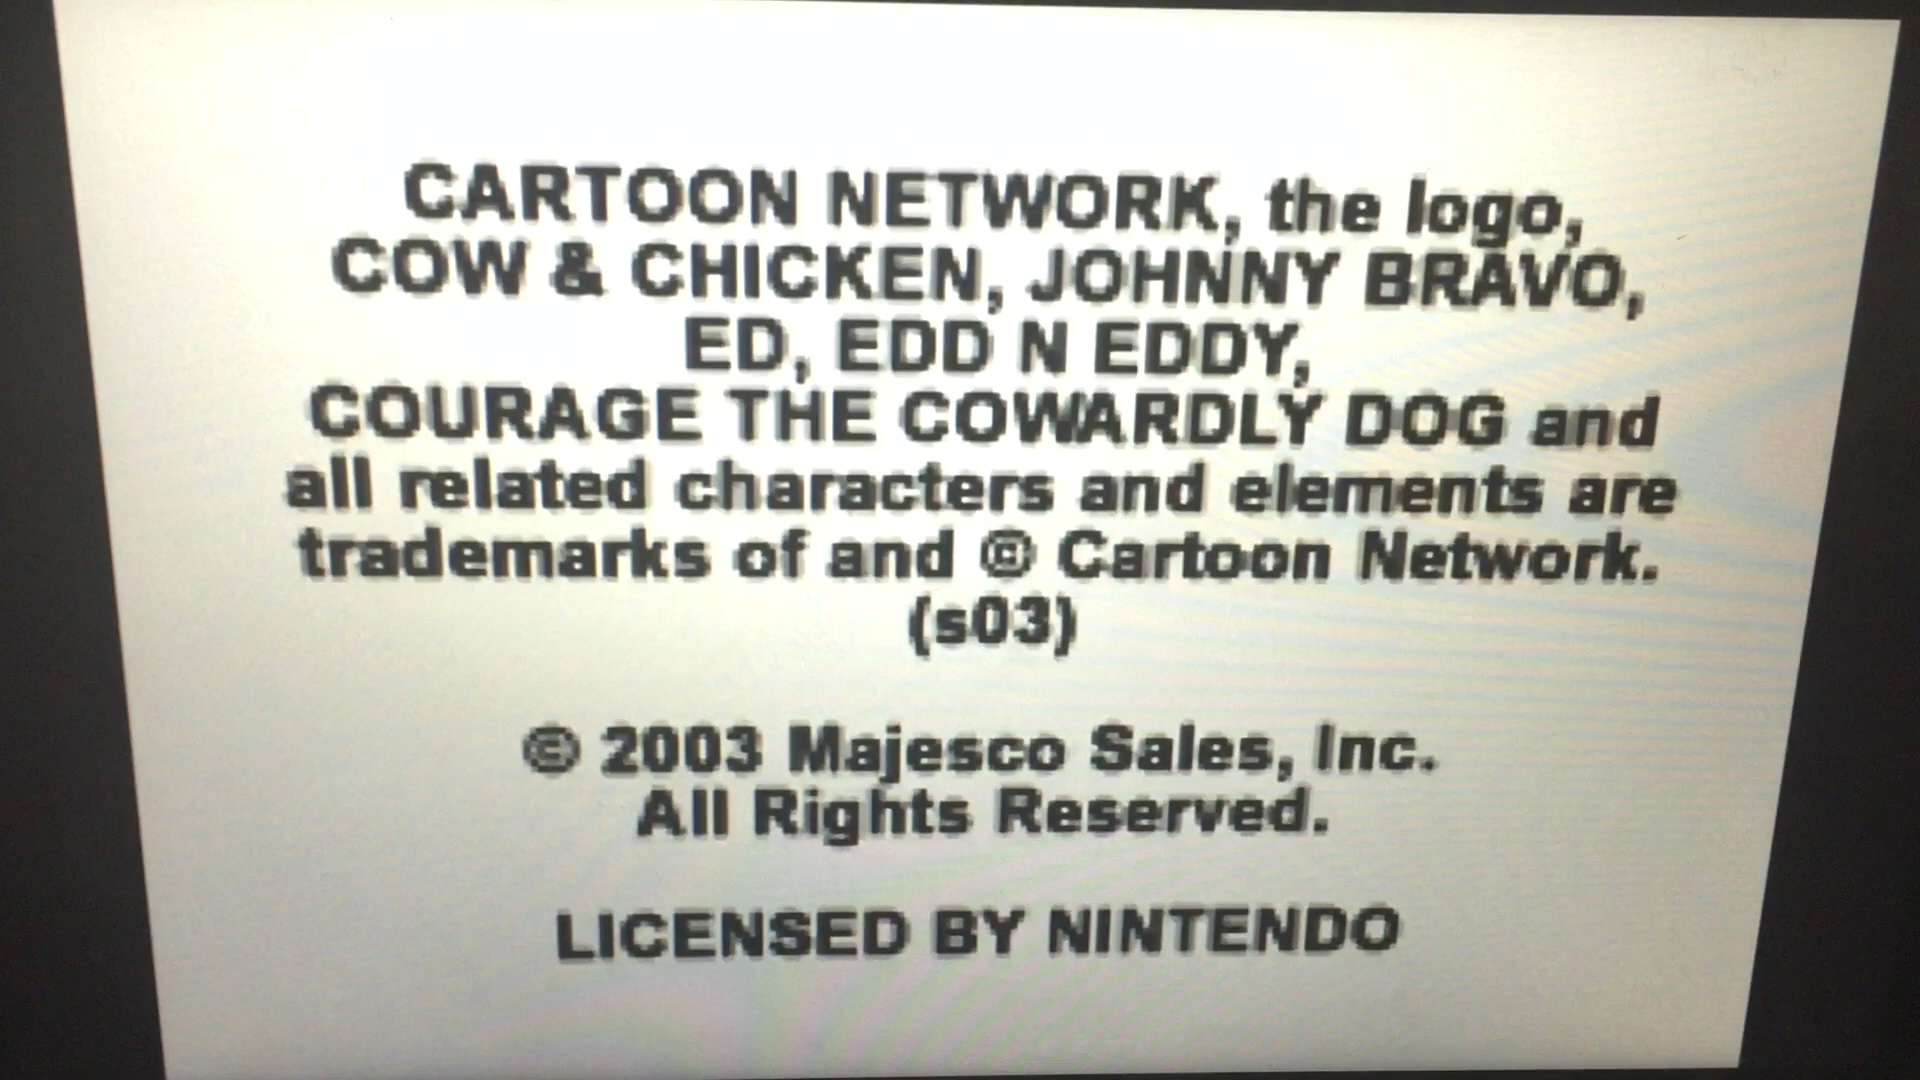 CARTOON NETWORK, the logo,
COW & CHICKEN, JOHNNY BRAVO,
ED, EDD N EDDY,
COURAGE THE COWARDLY DOG and
all related characters and elements are
trademarks of and © Cartoon Network.
(s03)
© 2003 Majesco Sales, Inc.
All Rights Reserved.
LICENSED BY NINTENDO